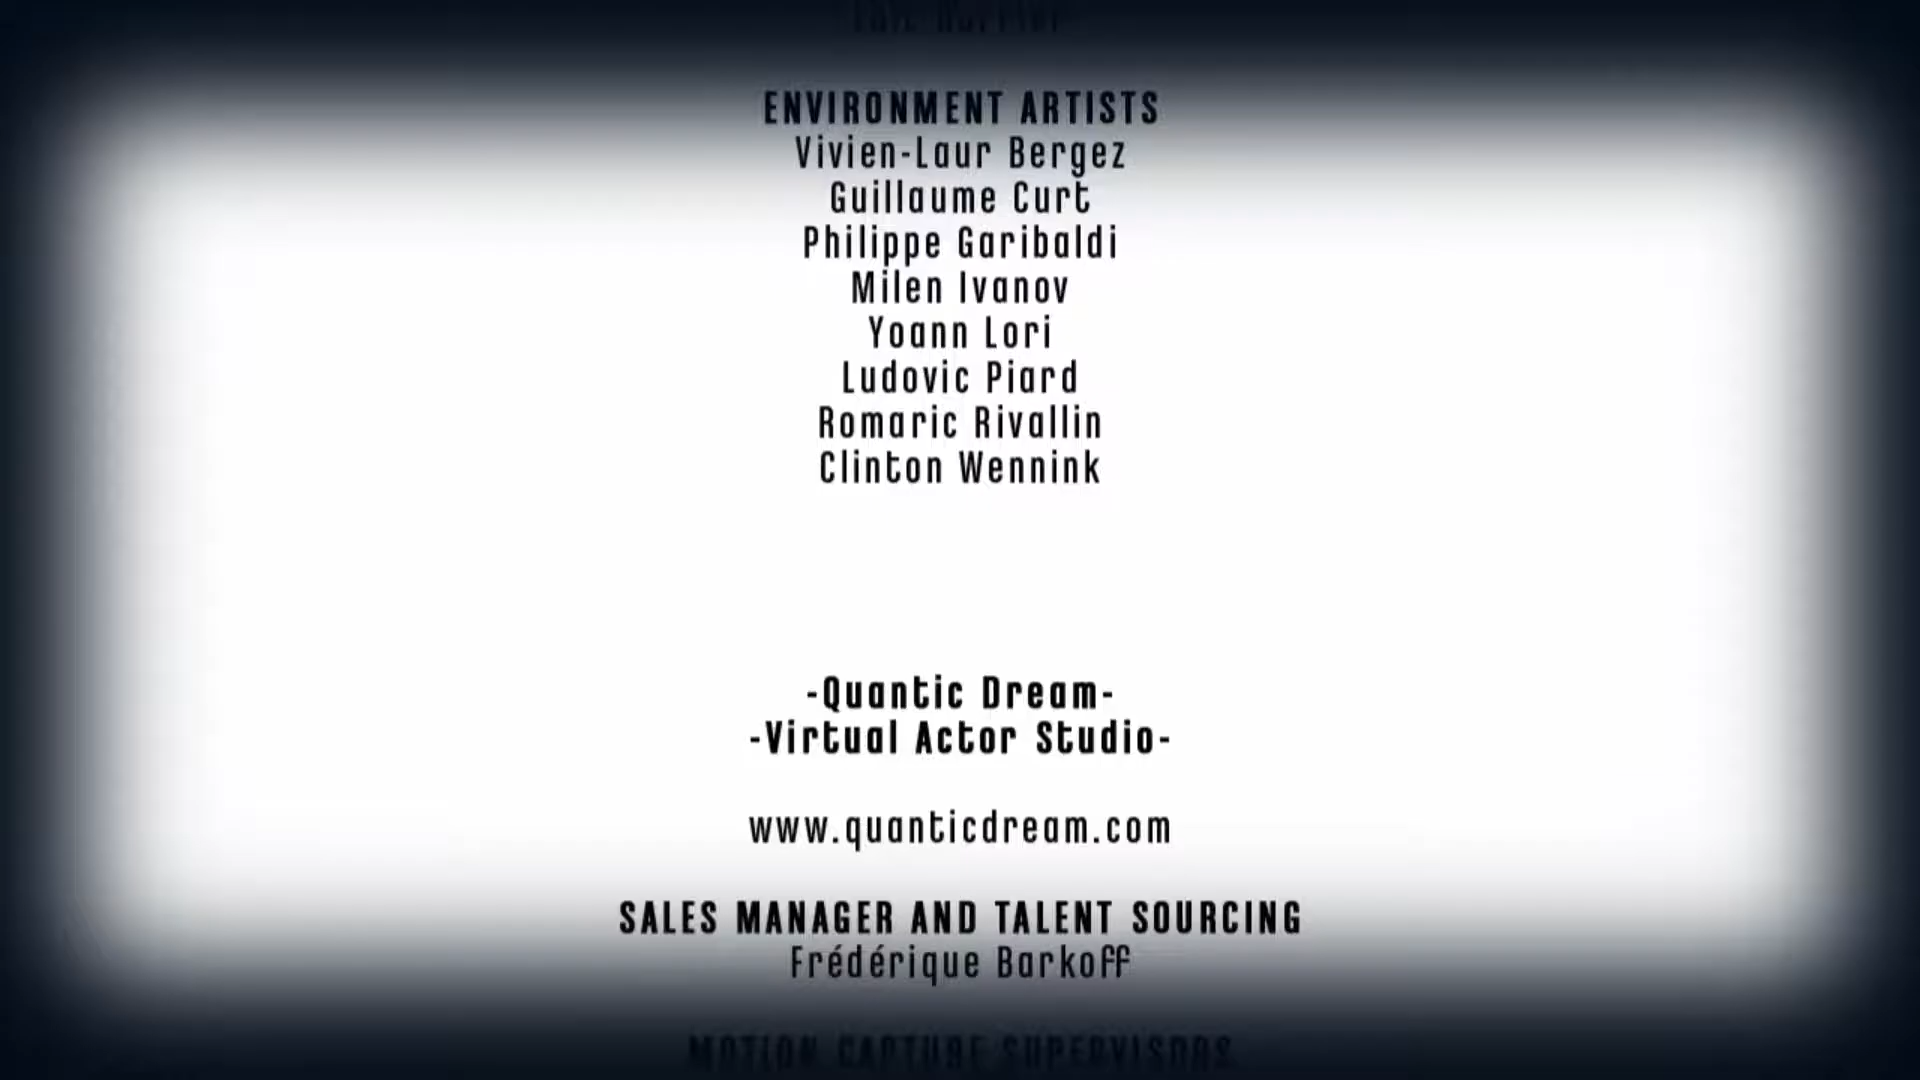 ENVIRONMENT ARTISTS
Vivien-Laur Bergez
Guillaume Curt
Philippe Garibaldi
Milen Ivanov
Yoann Lori
Ludovic Piard
Romaric Rivallin
Clinton Wennink
-Quantic Dream-
-Virtual Actor Studio-
www.quanticdream.com
SALES MANAGER AND TALENT SOURCING
Frédérique Barkoff
MOTION CAPTURE SUPERVISORS